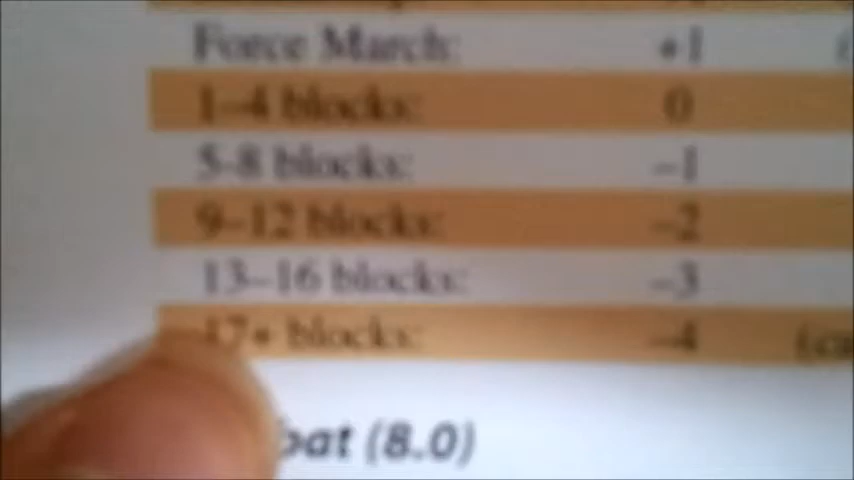 Force March: +1
1–4 blocks: 0
5-8 blocks: –1
9–12 blocks: –2
13–16 blocks: –3
17+ blocks: –4
(8.0)